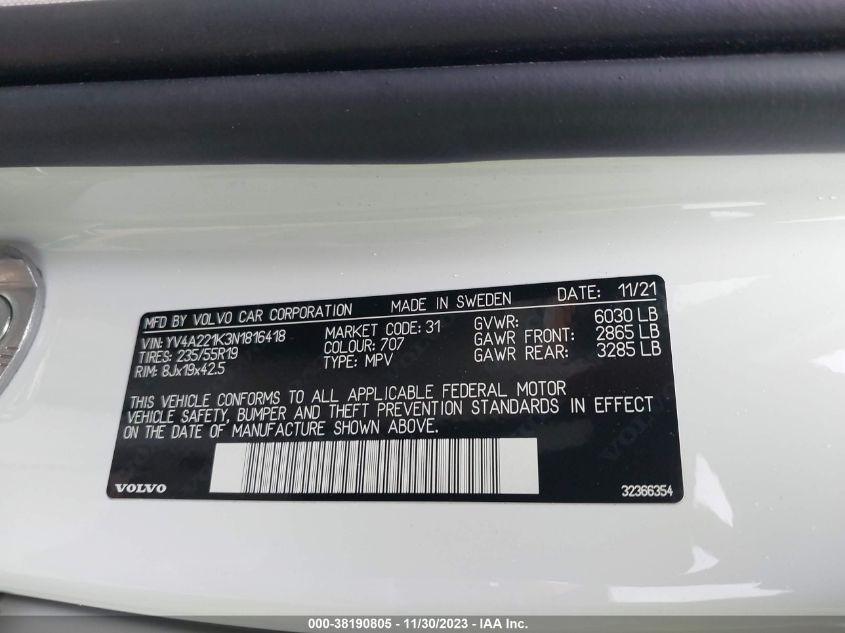 MFD BY VOLVO CAR CORPORATION MADE IN SWEDEN DATE: 11/21
VIN: YV4A221K3N1816418 MARKET CODE: 31 GVWR: 6030 LB
TIRES: 235/55R19 COLOUR: 707 GAWR FRONT: 2865 LB
RIM: 8Jx19x42.5 TYPE: MPV GAWR REAR: 3285 LB
THIS VEHICLE CONFORMS TO ALL APPLICABLE FEDERAL MOTOR
VEHICLE SAFETY, BUMPER AND THEFT PREVENTION STANDARDS IN EFFECT
ON THE DATE OF MANUFACTURE SHOWN ABOVE.
VOLVO 32366354
000-38190805 - 11/30/2023 - IAA Inc.